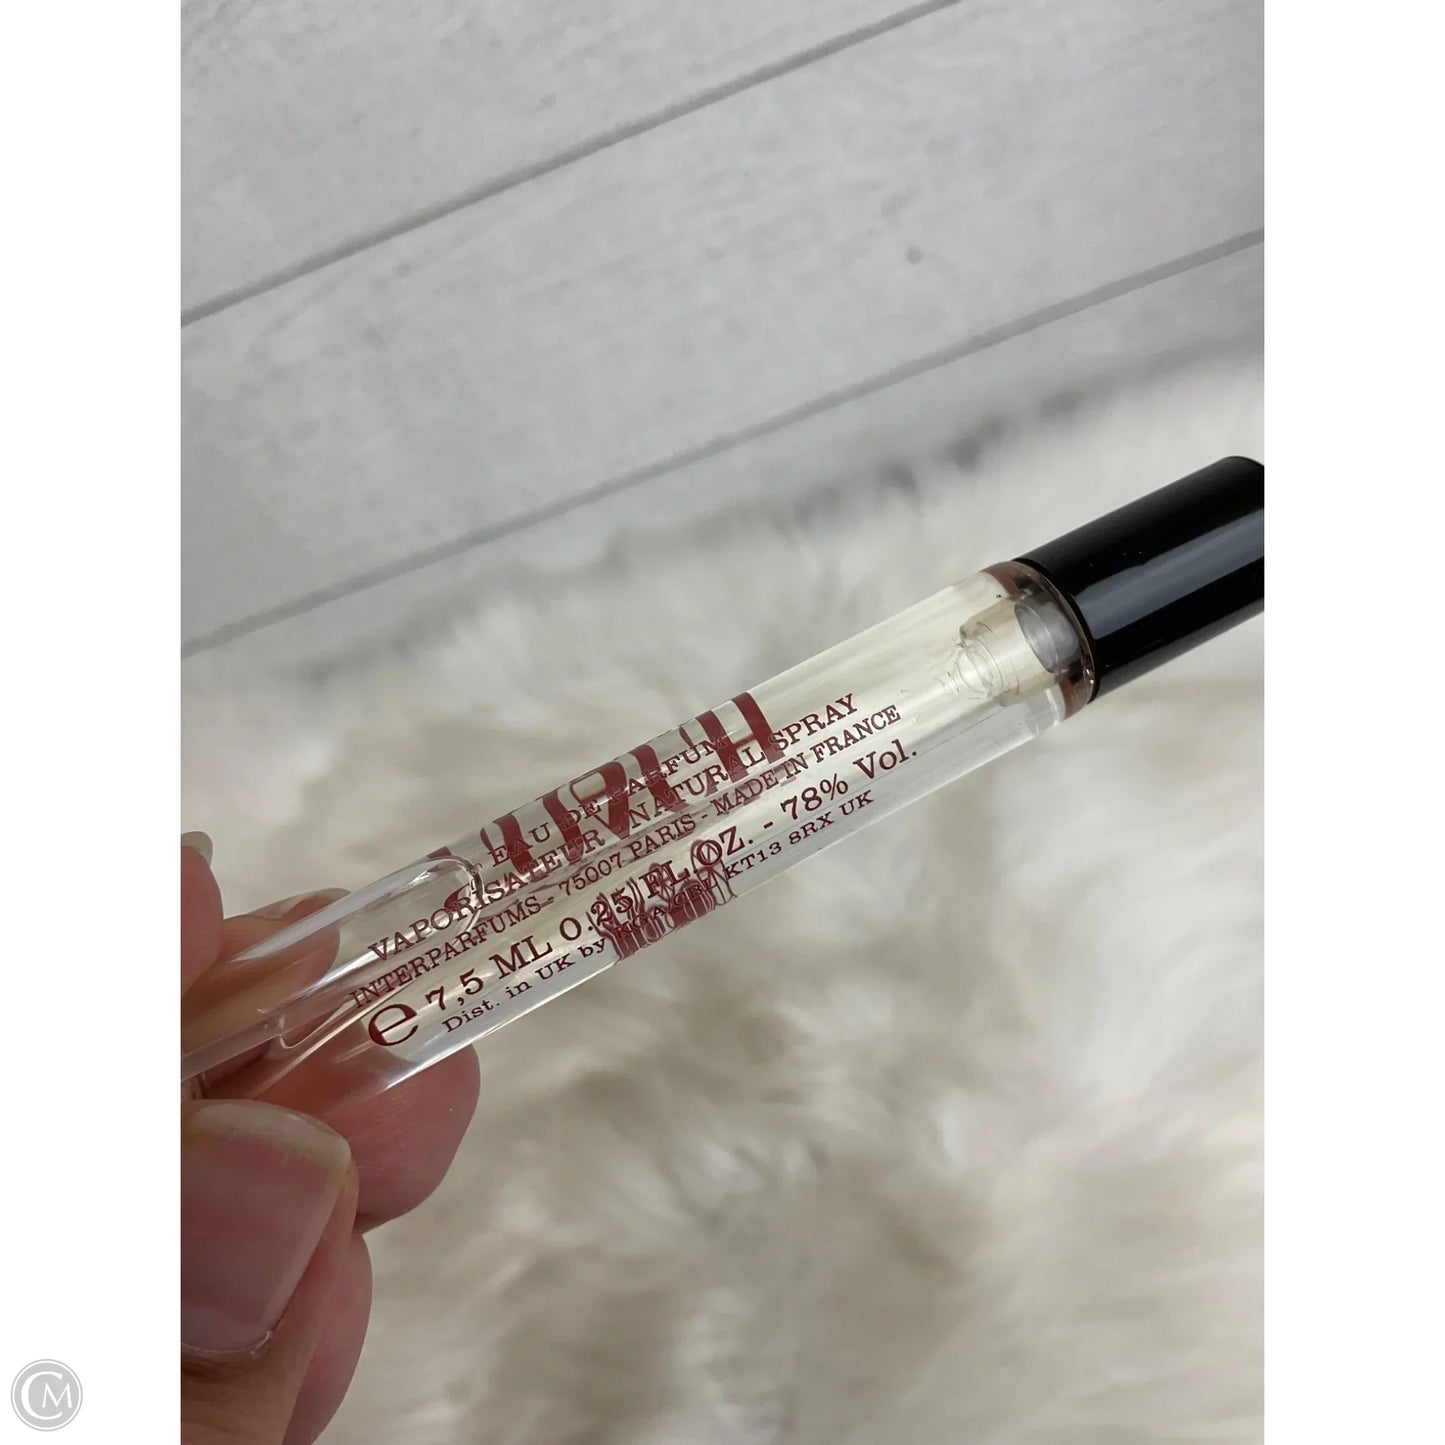 EAU DE PARFUM
VAPORISATEUR - NATURAL SPRAY
INTERPARFUMS - 75007 PARIS - MADE IN FRANCE
e 7,5 ML 0.25 FL.OZ. - 78% Vol.
Dist. in UK by KT13 8RX UK
CM